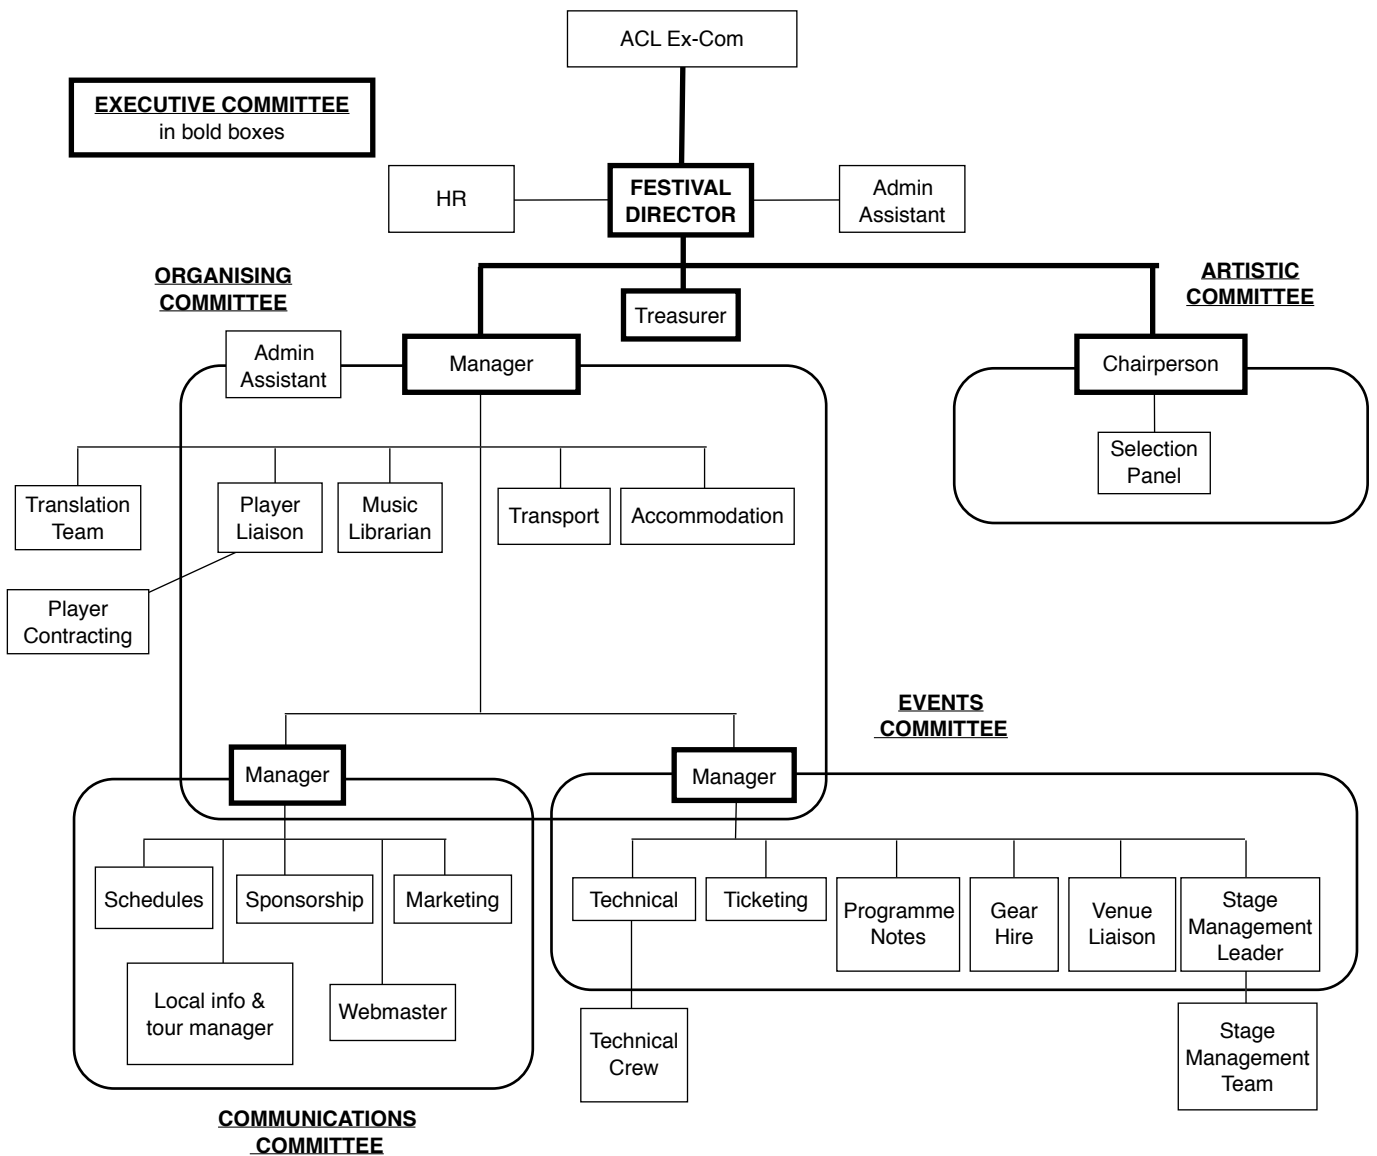 ACL Ex-Com
EXECUTIVE COMMITTEE
in bold boxes
HR
FESTIVAL
DIRECTOR
Admin
Assistant
ORGANISING
COMMITTEE
ARTISTIC
COMMITTEE
Treasurer
Admin
Assistant
Manager
Chairperson
Selection
Panel
Translation
Team
Player
Liaison
Music
Librarian
Transport
Accommodation
Player
Contracting
EVENTS
COMMITTEE
Manager
Manager
Schedules
Sponsorship
Marketing
Technical
Ticketing
Programme
Notes
Gear
Hire
Venue
Liaison
Stage
Management
Leader
Local info &
tour manager
Webmaster
Technical
Crew
Stage
Management
Team
COMMUNICATIONS
COMMITTEE